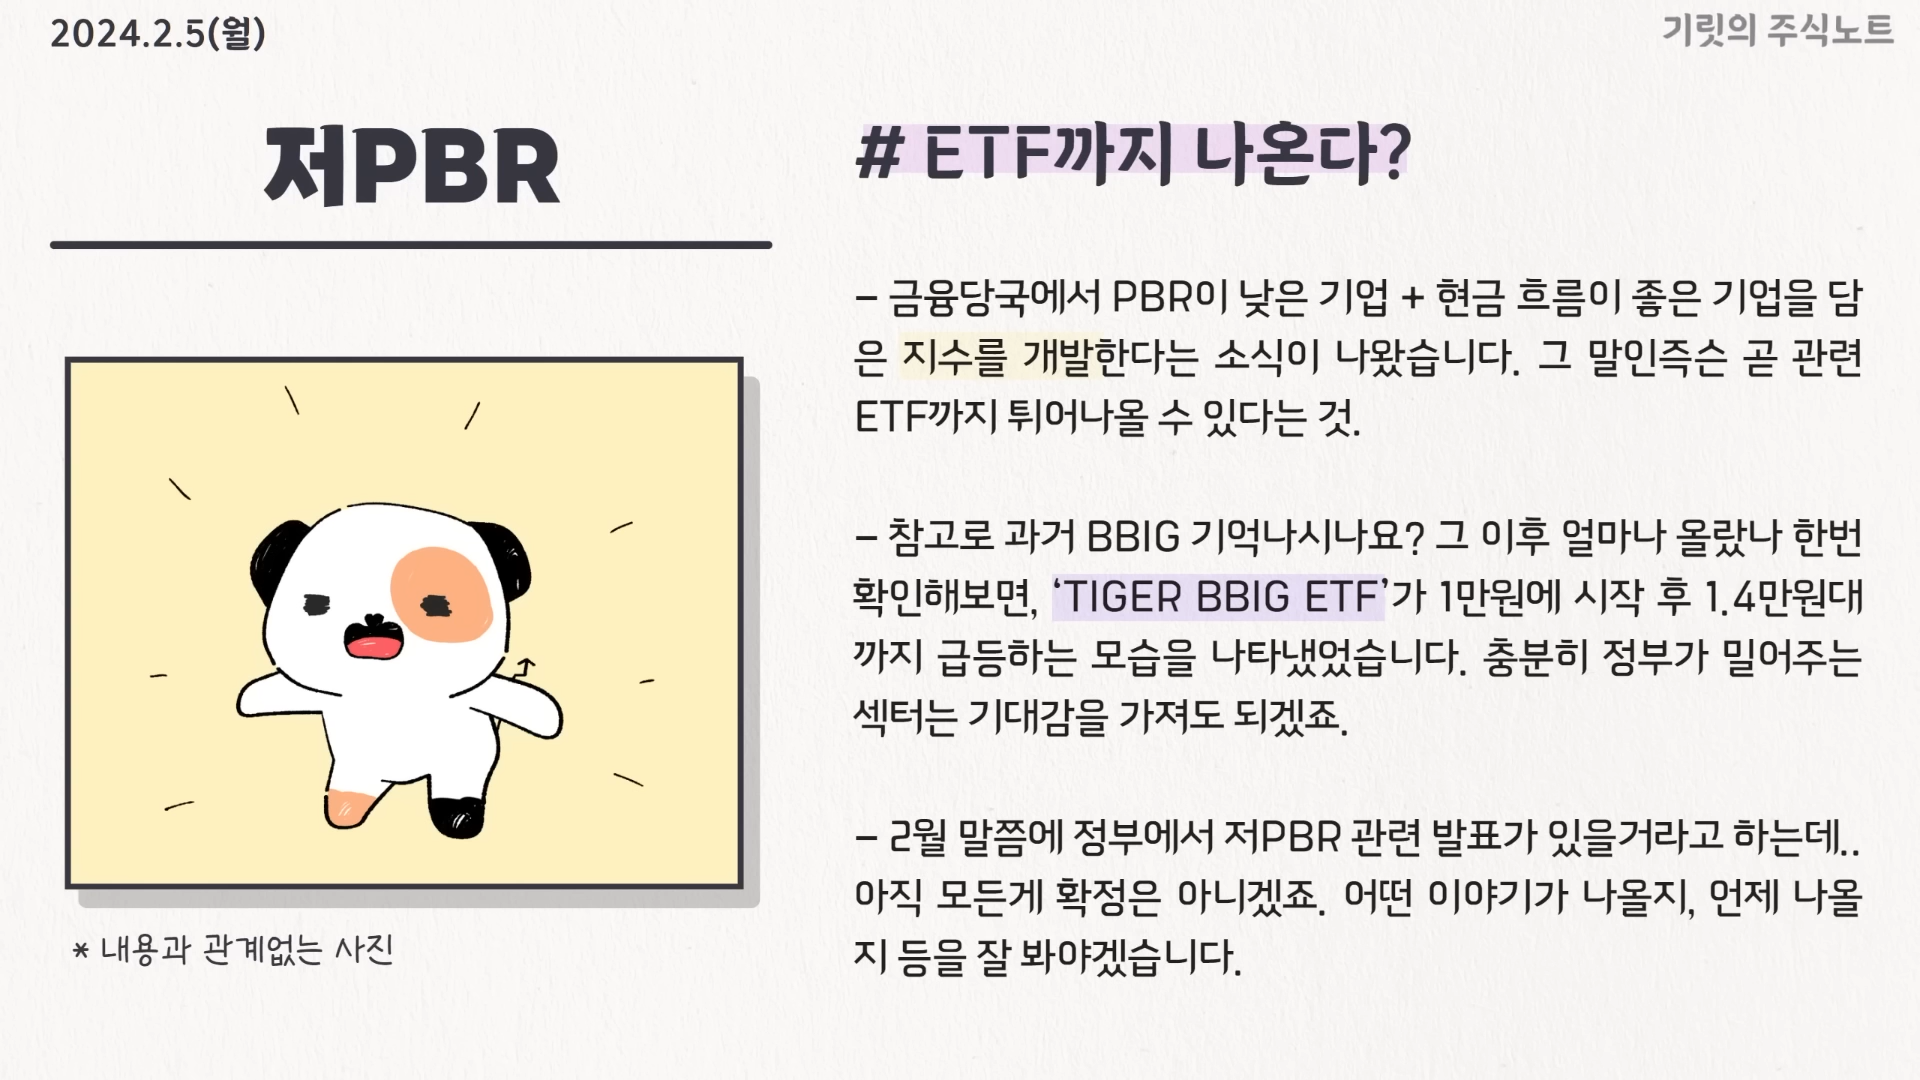 2024.2.5(월)
기릿의 주식노트
저PBR
# ETF까지 나온다?
– 금융당국에서 PBR이 낮은 기업 + 현금 흐름이 좋은 기업을 담
은 지수를 개발한다는 소식이 나왔습니다. 그 말인즉슨 곧 관련
ETF까지 튀어나올 수 있다는 것.
– 참고로 과거 BBIG 기억나시나요? 그 이후 얼마나 올랐나 한번
확인해보면, ‘TIGER BBIG ETF’가 1만원에 시작 후 1.4만원대
까지 급등하는 모습을 나타냈었습니다. 충분히 정부가 밀어주는
섹터는 기대감을 가져도 되겠죠.
– 2월 말쯤에 정부에서 저PBR 관련 발표가 있을거라고 하는데..
아직 모든게 확정은 아니겠죠. 어떤 이야기가 나올지, 언제 나올
지 등을 잘 봐야겠습니다.
* 내용과 관계없는 사진